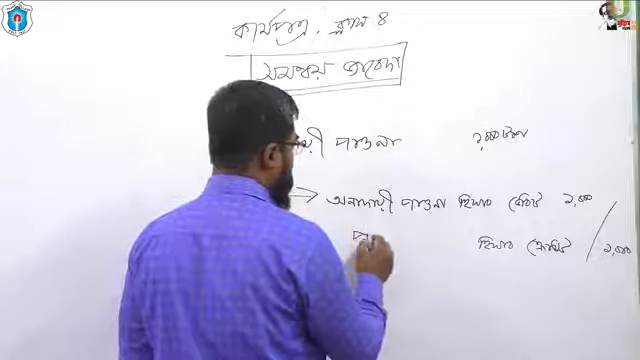 কার্যপত্র, ক্লাস ৪
সমন্বয় জাবেদা
য়ী পাওনা ২,০০০ টাকা
→ অনাদায়ী পাওনা হিসাব ডেবিট ২,০০০
হিসাব ক্রেডিট / ২,০০০